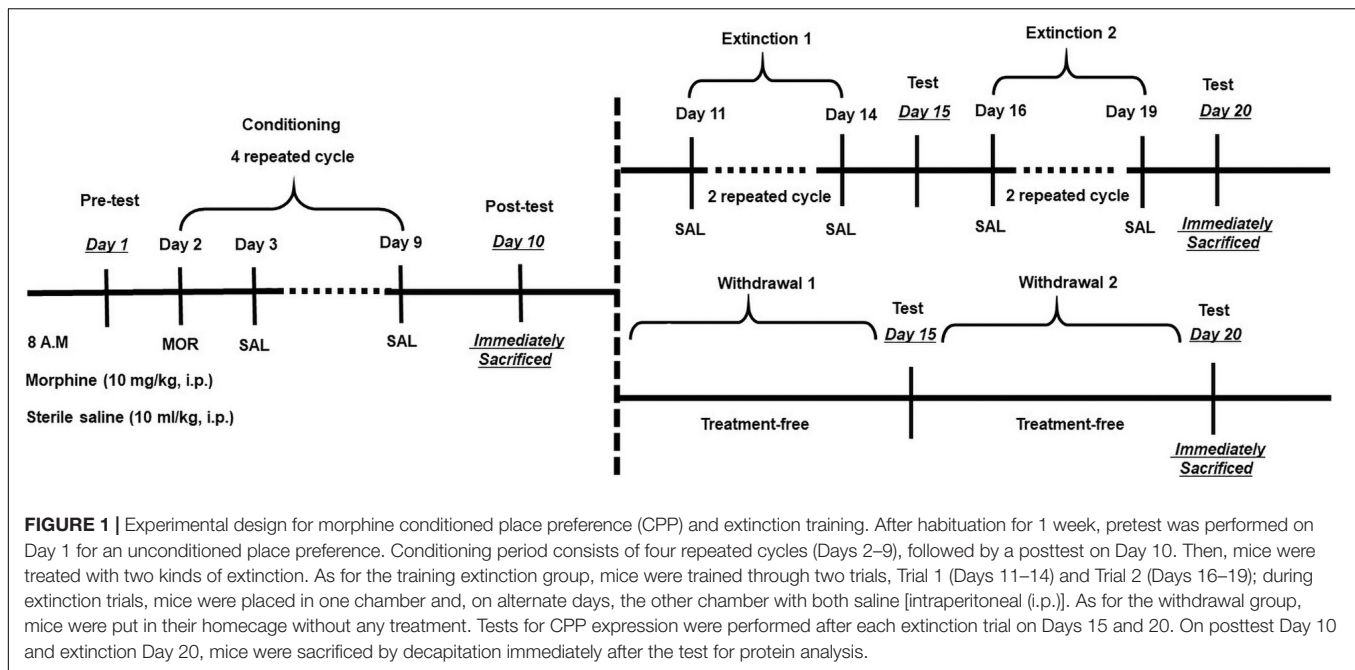 Extinction 1
Extinction 2
Test
Test
Day 11
Day 14
Day 15
Day 16
Day 19
Day 20
2 repeated cycle
2 repeated cycle
SAL
SAL
SAL
SAL
Immediately
Sacrificed
Conditioning
4 repeated cycle
Pre-test
Post-test
Day 1
Day 2
Day 3
Day 9
Day 10
8 A.M
MOR
SAL
SAL
Immediately
Sacrificed
Morphine (10 mg/kg, i.p.)
Sterile saline (10 ml/kg, i.p.)
Withdrawal 1
Test
Day 15
Withdrawal 2
Test
Day 20
Treatment-free
Treatment-free
Immediately
Sacrificed
FIGURE 1 | Experimental design for morphine conditioned place preference (CPP) and extinction training. After habituation for 1 week, pretest was performed on
Day 1 for an unconditioned place preference. Conditioning period consists of four repeated cycles (Days 2–9), followed by a posttest on Day 10. Then, mice were
treated with two kinds of extinction. As for the training extinction group, mice were trained through two trials, Trial 1 (Days 11–14) and Trial 2 (Days 16–19); during
extinction trials, mice were placed in one chamber and, on alternate days, the other chamber with both saline [intraperitoneal (i.p.)]. As for the withdrawal group,
mice were put in their homecage without any treatment. Tests for CPP expression were performed after each extinction trial on Days 15 and 20. On posttest Day 10
and extinction Day 20, mice were sacrificed by decapitation immediately after the test for protein analysis.